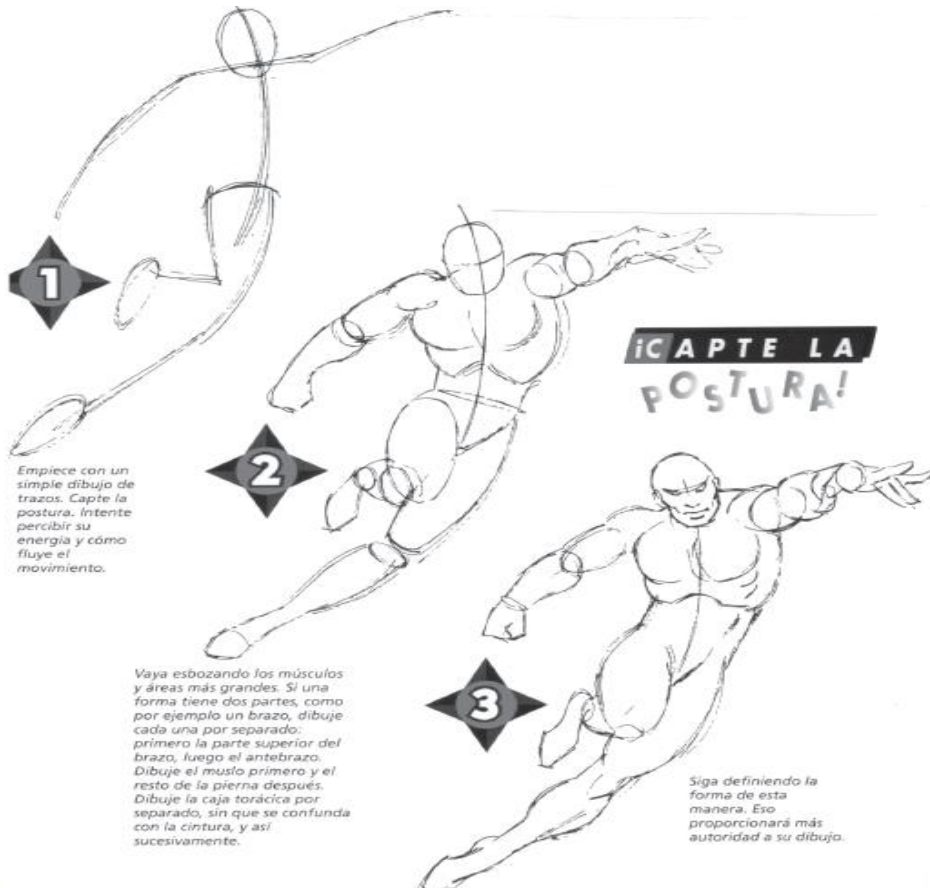 1
Empiece con un
simple dibujo de
trazos. Capte la
postura. Intente
percibir su
energía y cómo
fluye el
movimiento.
2
Vaya esbozando los músculos
y áreas más grandes. Si una
forma tiene dos partes, como
por ejemplo un brazo, dibuje
cada una por separado:
primero la parte superior del
brazo, luego el antebrazo.
Dibuje el muslo primero y el
resto de la pierna después.
Dibuje la caja torácica por
separado, sin que se confunda
con la cintura, y así
sucesivamente.
¡CAPTE LA
POSTURA!
3
Siga definiendo la
forma de esta
manera. Eso
proporcionará más
autoridad a su dibujo.